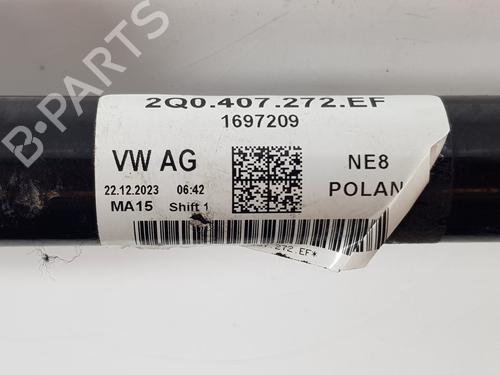 2Q0.407.272.EF
1697209
VW AG
NE8
22.12.2023 06:42
POLAN
MA15 Shift 1
272.EF*
B-PARTS